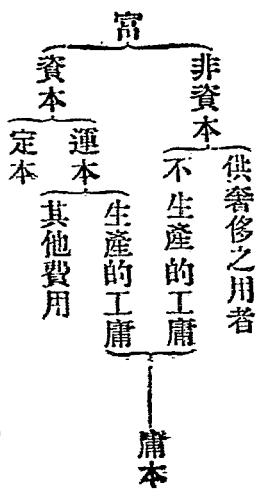 富
非資本
資本
供奢侈之用者
不生產的工庸
運本
定本
生產的工庸
其他費用
庸本